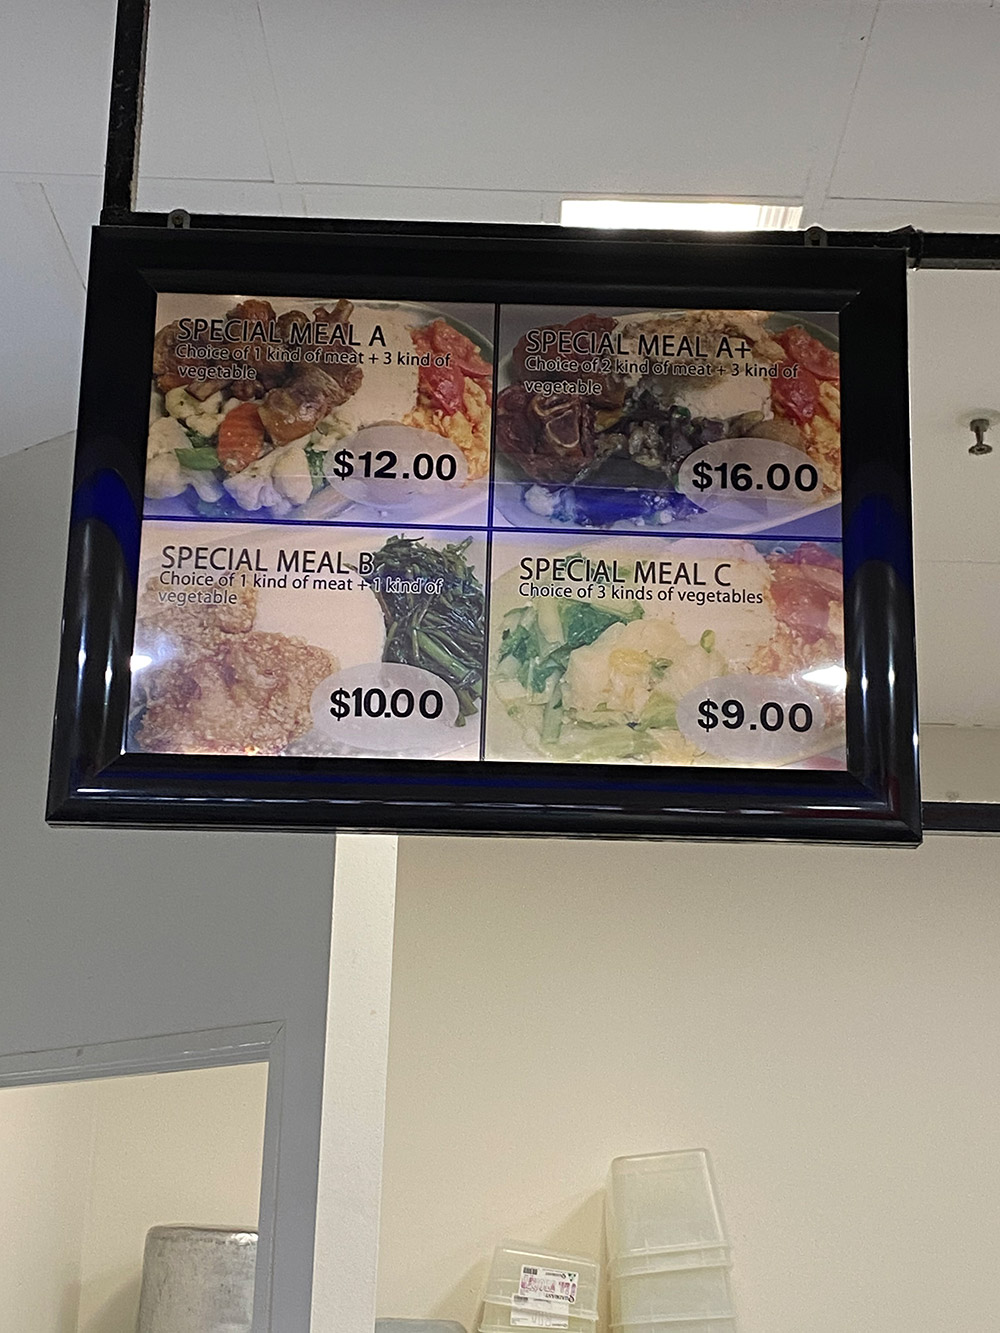 SPECIAL MEAL A
Choice of 1 kind of meat + 3 kind of
vegetable
$12.00
SPECIAL MEAL A+
Choice of 2 kind of meat + 3 kind of
vegetable
$16.00
SPECIAL MEAL B
Choice of 1 kind of meat + 1 kind of
vegetable
$10.00
SPECIAL MEAL C
Choice of 3 kinds of vegetables
$9.00